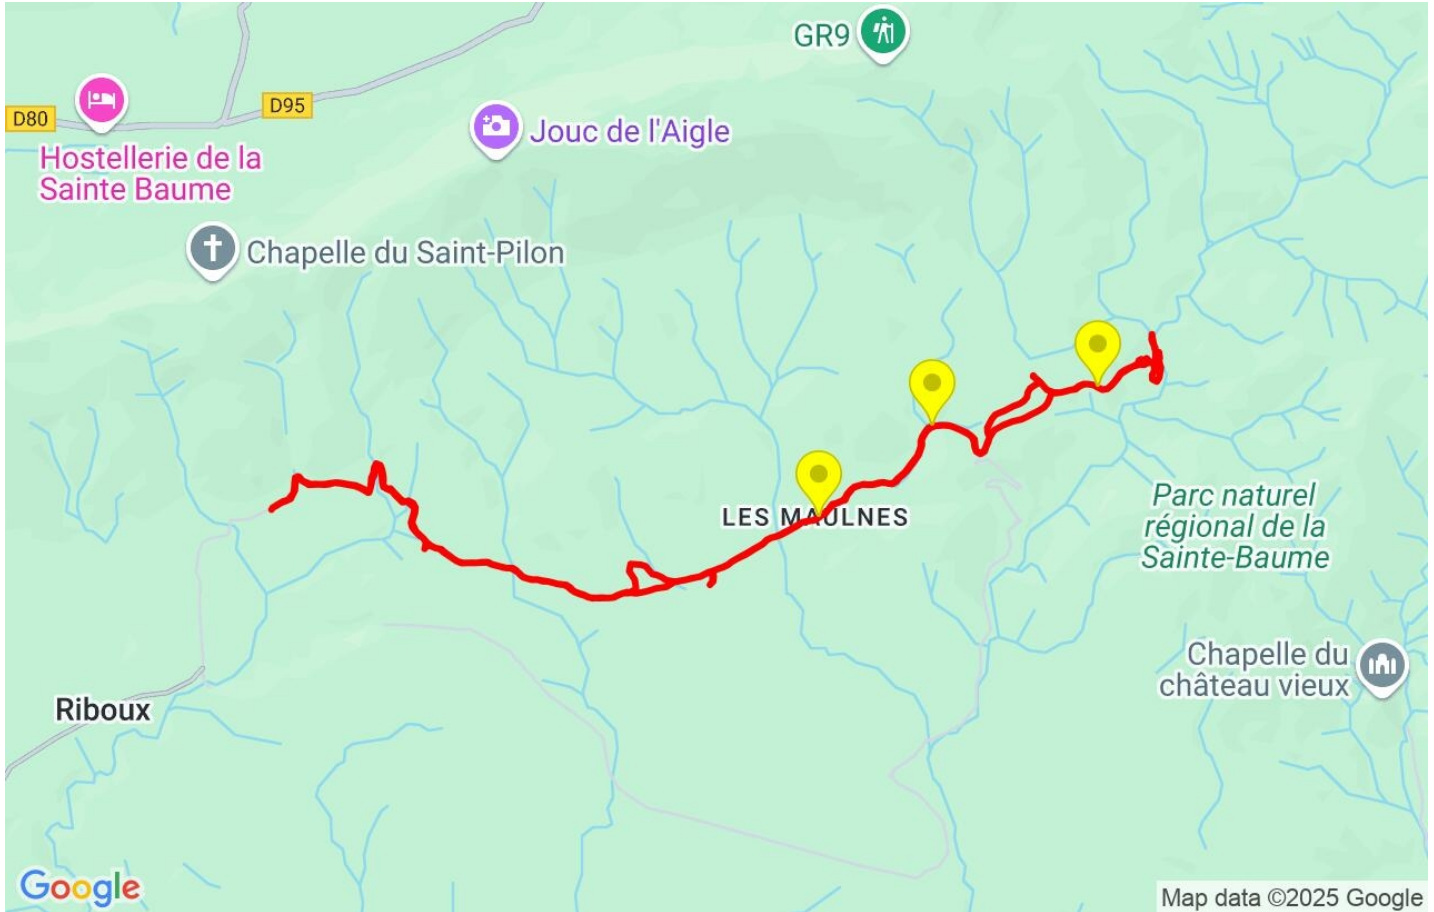 GR9
D95
D80
Jouc de l'Aigle
Hostellerie de la
Sainte Baume
Chapelle du Saint-Pilon
LES MAULNES
Parc naturel
régional de la
Sainte-Baume
Chapelle du
château vieux
Riboux
Google
Map data ©2025 Google